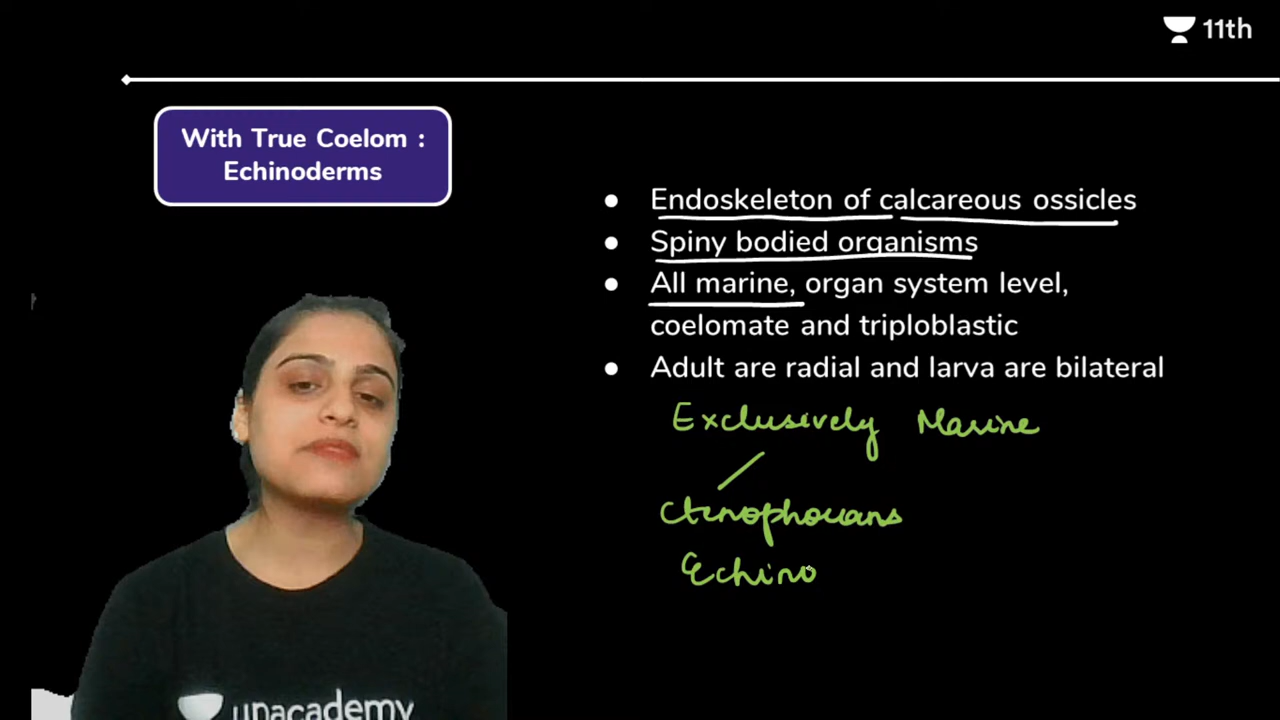 11th
With True Coelom :
Echinoderms
● Endoskeleton of calcareous ossicles
● Spiny bodied organisms
● All marine, organ system level,
coelomate and triploblastic
● Adult are radial and larva are bilateral
Exclusively Marine
Ctenophorans
Echino
unacademy